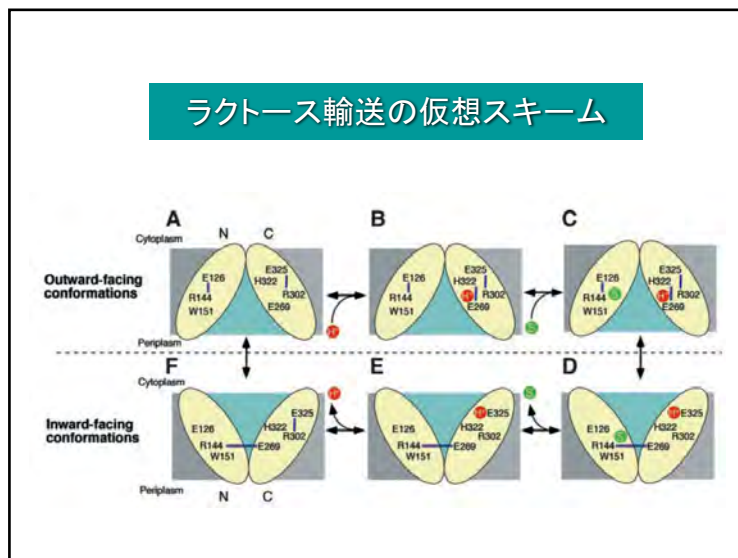 ラクトース輸送の仮想スキーム
A N C B C
Cytoplasm
Outward-facing
conformations
E126 R144 W151 H322 E325 R302 E269
H⁺
E126 R144 W151 H322 E325 H⁺ R302 E269
S
E126 R144 S W151 H322 E325 H⁺ R302 E269
Periplasm
F E D
Cytoplasm
Inward-facing
conformations
E126 R144 W151 H322 E325 R302 E269
H⁺
E126 R144 W151 H⁺ E325 H322 R302 E269
S
E126 S R144 W151 H⁺ E325 H322 R302 E269
Periplasm
N C